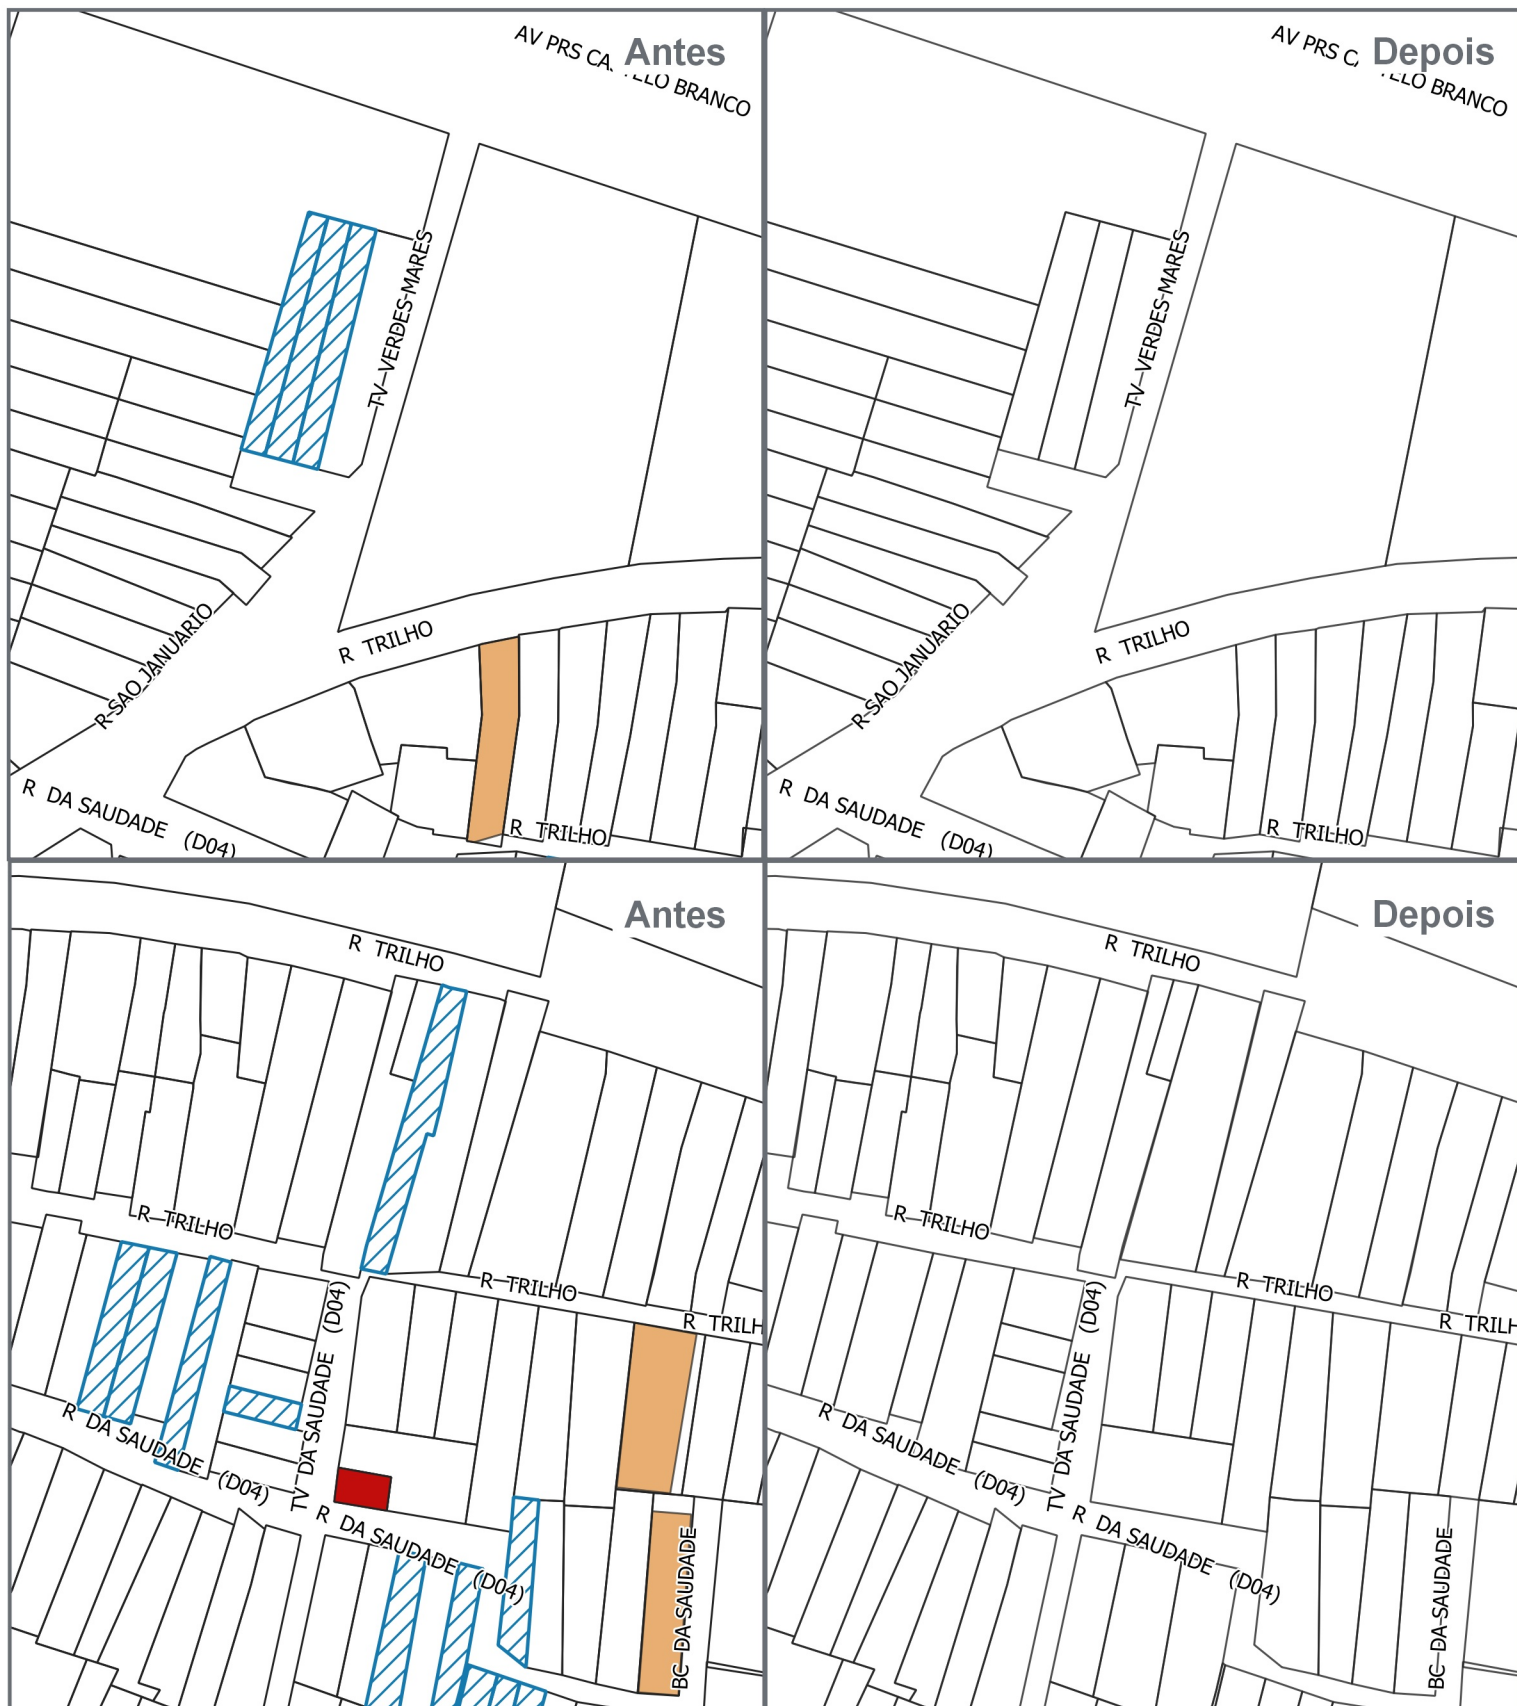 AV PRS CA
TELO BRANCO
Antes
TV VERDES-MARES
R SAO JANUARIO
R TRILHO
R DA SAUDADE (D04)
R TRILHO
AV PRS C
TELO BRANCO
Depois
TV VERDES-MARES
R SAO JANUARIO
R TRILHO
R DA SAUDADE (D04)
R TRILHO
Antes
R TRILHO
R TRILHO
R TRILHO
R TRILH
TV DA SAUDADE (D04)
R DA SAUDADE (D04)
R DA SAUDADE (D04)
BC DA SAUDADE
Depois
R TRILHO
R TRILHO
R TRILHO
R TRILH
TV DA SAUDADE (D04)
R DA SAUDADE (D04)
R DA SAUDADE (D04)
BC DA SAUDADE